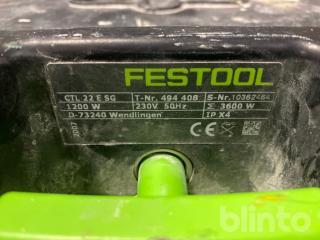 FESTOOL
CTL 22 E SG T-Nr. 494 408 S-Nr. 10362464
1200 W 230V 50Hz Σ 3600 W
D-73240 Wendlingen IP X4
2007
CE
blinto